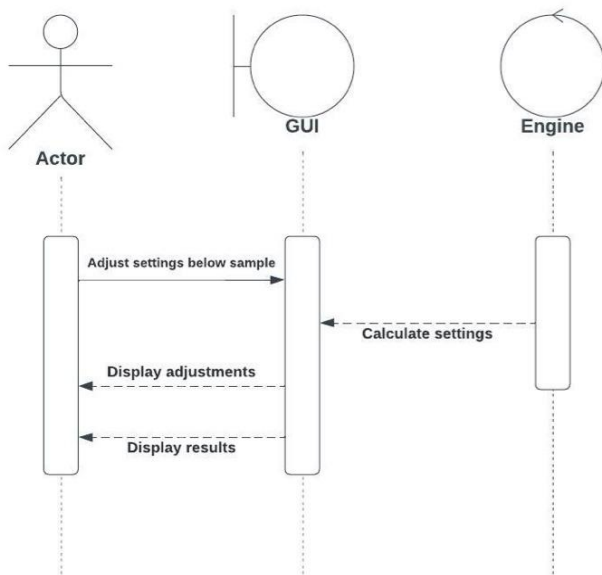 GUI
Engine
Actor
Adjust settings below sample
Calculate settings
Display adjustments
Display results